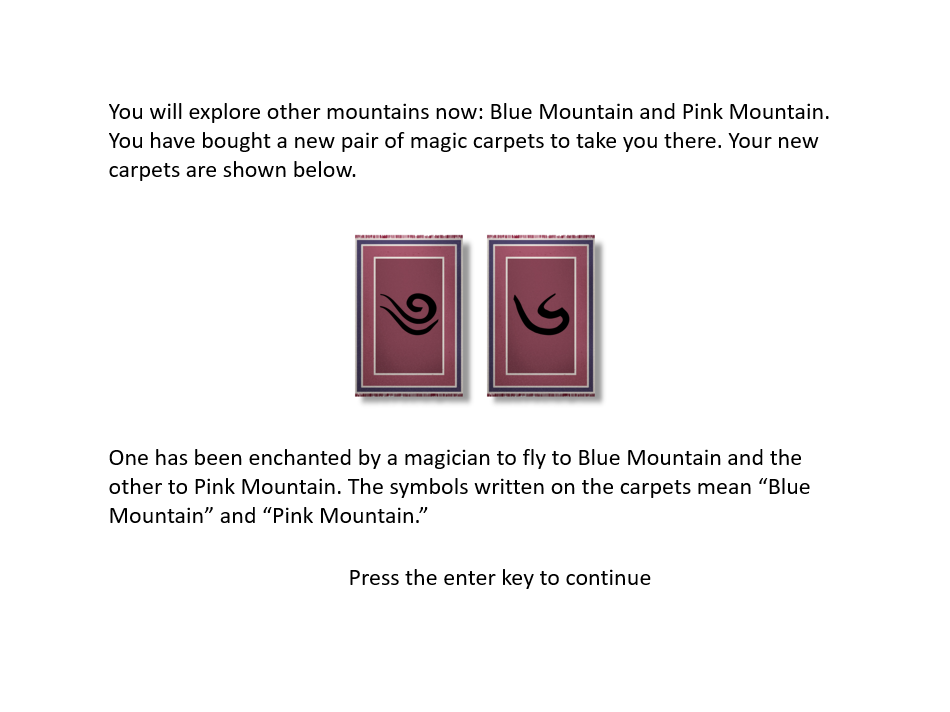 You will explore other mountains now: Blue Mountain and Pink Mountain.
You have bought a new pair of magic carpets to take you there. Your new
carpets are shown below.
One has been enchanted by a magician to fly to Blue Mountain and the
other to Pink Mountain. The symbols written on the carpets mean “Blue
Mountain” and “Pink Mountain.”
Press the enter key to continue